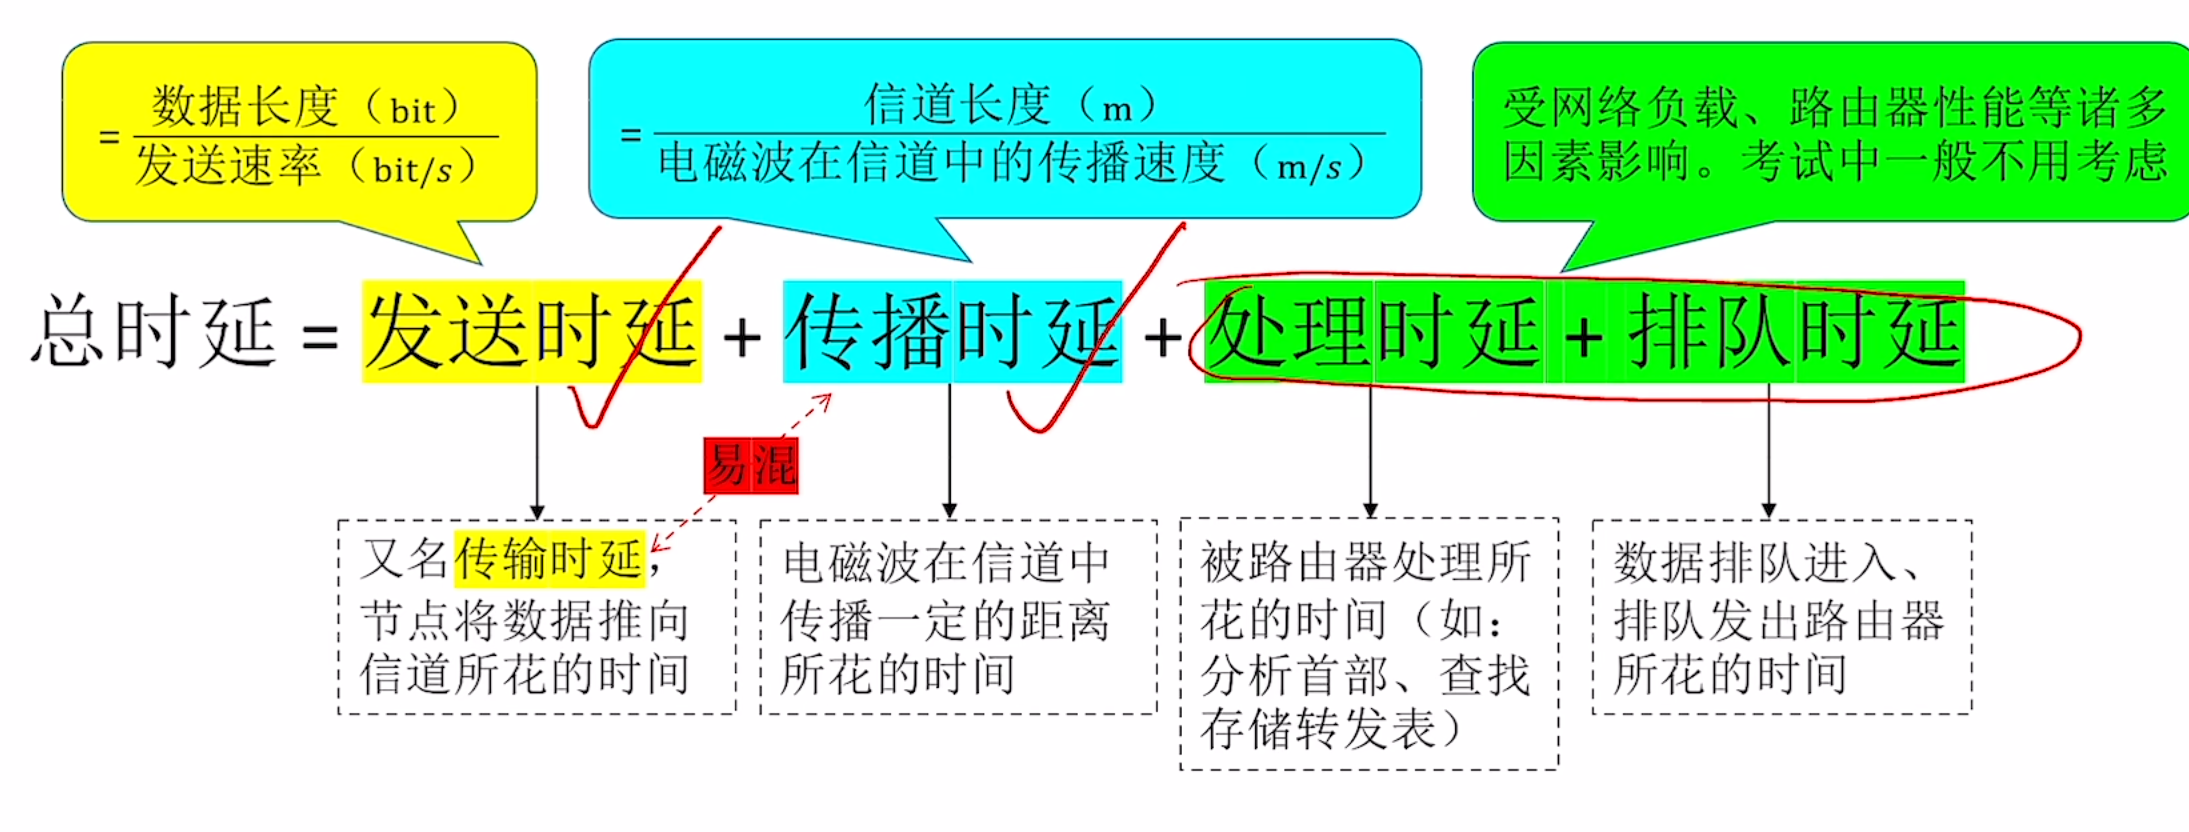 = 数据长度（bit）
发送速率（bit/s）
= 信道长度（m）
电磁波在信道中的传播速度（m/s）
受网络负载、路由器性能等诸多
因素影响。考试中一般不用考虑
总时延 = 发送时延 + 传播时延 + 处理时延 + 排队时延
易混
又名传输时延，
节点将数据推向
信道所花的时间
电磁波在信道中
传播一定的距离
所花的时间
被路由器处理所
花的时间（如：
分析首部、查找
存储转发表）
数据排队进入、
排队发出路由器
所花的时间